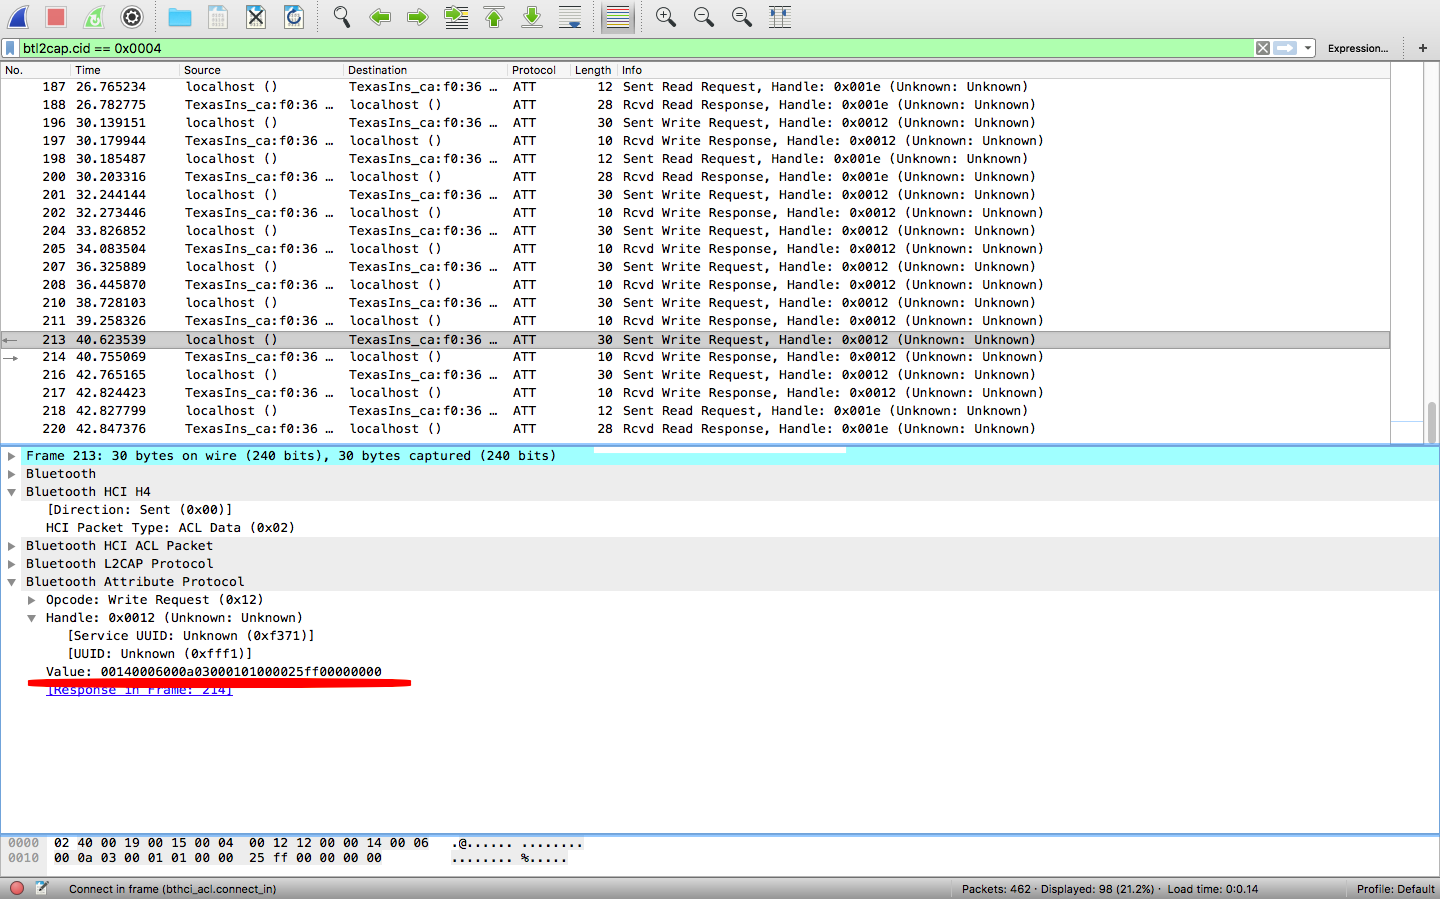 btl2cap.cid == 0x0004 Expression... +
No. Time Source Destination Protocol Length Info
187 26.765234 localhost () TexasIns_ca:f0:36 … ATT 12 Sent Read Request, Handle: 0x001e (Unknown: Unknown)
188 26.782775 TexasIns_ca:f0:36 … localhost () ATT 28 Rcvd Read Response, Handle: 0x001e (Unknown: Unknown)
196 30.139151 localhost () TexasIns_ca:f0:36 … ATT 30 Sent Write Request, Handle: 0x0012 (Unknown: Unknown)
197 30.179944 TexasIns_ca:f0:36 … localhost () ATT 10 Rcvd Write Response, Handle: 0x0012 (Unknown: Unknown)
198 30.185487 localhost () TexasIns_ca:f0:36 … ATT 12 Sent Read Request, Handle: 0x001e (Unknown: Unknown)
200 30.203316 TexasIns_ca:f0:36 … localhost () ATT 28 Rcvd Read Response, Handle: 0x001e (Unknown: Unknown)
201 32.244144 localhost () TexasIns_ca:f0:36 … ATT 30 Sent Write Request, Handle: 0x0012 (Unknown: Unknown)
202 32.273446 TexasIns_ca:f0:36 … localhost () ATT 10 Rcvd Write Response, Handle: 0x0012 (Unknown: Unknown)
204 33.826852 localhost () TexasIns_ca:f0:36 … ATT 30 Sent Write Request, Handle: 0x0012 (Unknown: Unknown)
205 34.083504 TexasIns_ca:f0:36 … localhost () ATT 10 Rcvd Write Response, Handle: 0x0012 (Unknown: Unknown)
207 36.325889 localhost () TexasIns_ca:f0:36 … ATT 30 Sent Write Request, Handle: 0x0012 (Unknown: Unknown)
208 36.445870 TexasIns_ca:f0:36 … localhost () ATT 10 Rcvd Write Response, Handle: 0x0012 (Unknown: Unknown)
210 38.728103 localhost () TexasIns_ca:f0:36 … ATT 30 Sent Write Request, Handle: 0x0012 (Unknown: Unknown)
211 39.258326 TexasIns_ca:f0:36 … localhost () ATT 10 Rcvd Write Response, Handle: 0x0012 (Unknown: Unknown)
213 40.623539 localhost () TexasIns_ca:f0:36 … ATT 30 Sent Write Request, Handle: 0x0012 (Unknown: Unknown)
214 40.755069 TexasIns_ca:f0:36 … localhost () ATT 10 Rcvd Write Response, Handle: 0x0012 (Unknown: Unknown)
216 42.765165 localhost () TexasIns_ca:f0:36 … ATT 30 Sent Write Request, Handle: 0x0012 (Unknown: Unknown)
217 42.824423 TexasIns_ca:f0:36 … localhost () ATT 10 Rcvd Write Response, Handle: 0x0012 (Unknown: Unknown)
218 42.827799 localhost () TexasIns_ca:f0:36 … ATT 12 Sent Read Request, Handle: 0x001e (Unknown: Unknown)
220 42.847376 TexasIns_ca:f0:36 … localhost () ATT 28 Rcvd Read Response, Handle: 0x001e (Unknown: Unknown)
Frame 213: 30 bytes on wire (240 bits), 30 bytes captured (240 bits)
Bluetooth
Bluetooth HCI H4
[Direction: Sent (0x00)]
HCI Packet Type: ACL Data (0x02)
Bluetooth HCI ACL Packet
Bluetooth L2CAP Protocol
Bluetooth Attribute Protocol
Opcode: Write Request (0x12)
Handle: 0x0012 (Unknown: Unknown)
[Service UUID: Unknown (0xf371)]
[UUID: Unknown (0xfff1)]
Value: 00140006000a03000101000025ff00000000
[Response in Frame: 214]
0000 02 40 00 19 00 15 00 04 00 12 12 00 00 14 00 06 .@...... ........
0010 00 0a 03 00 01 01 00 00 25 ff 00 00 00 00 ........ %.....
Connect in frame (bthci_acl.connect_in) Packets: 462 · Displayed: 98 (21.2%) · Load time: 0:0.14 Profile: Default